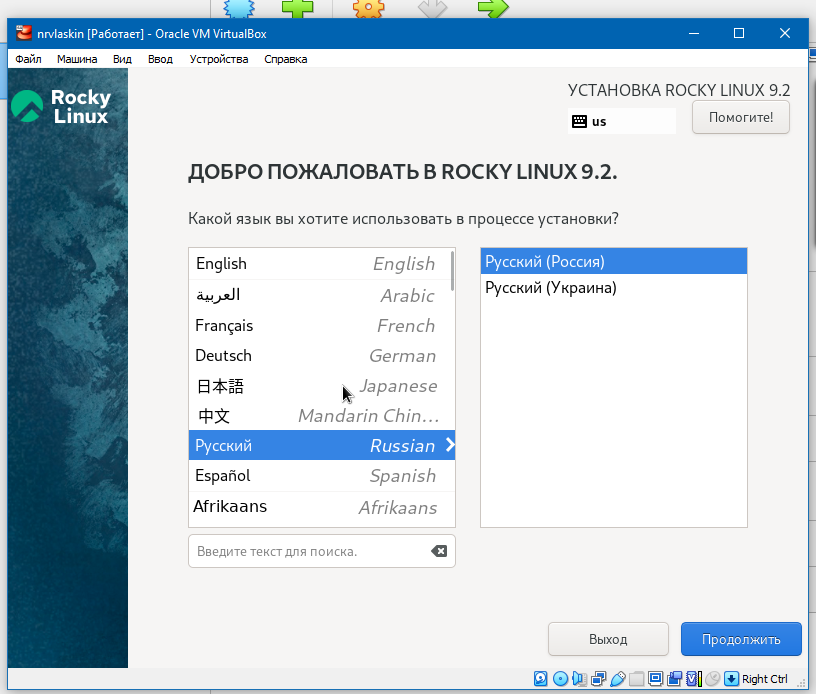 nrvlaskin [Работает] - Oracle VM VirtualBox
Файл Машина Вид Ввод Устройства Справка
Rocky
Linux
УСТАНОВКА ROCKY LINUX 9.2
us
Помогите!
ДОБРО ПОЖАЛОВАТЬ В ROCKY LINUX 9.2.
Какой язык вы хотите использовать в процессе установки?
English English
العربية Arabic
Français French
Deutsch German
日本語 Japanese
中文 Mandarin Chin...
Русский Russian
Español Spanish
Afrikaans Afrikaans
Русский (Россия)
Русский (Украина)
Введите текст для поиска.
Выход
Продолжить
Right Ctrl